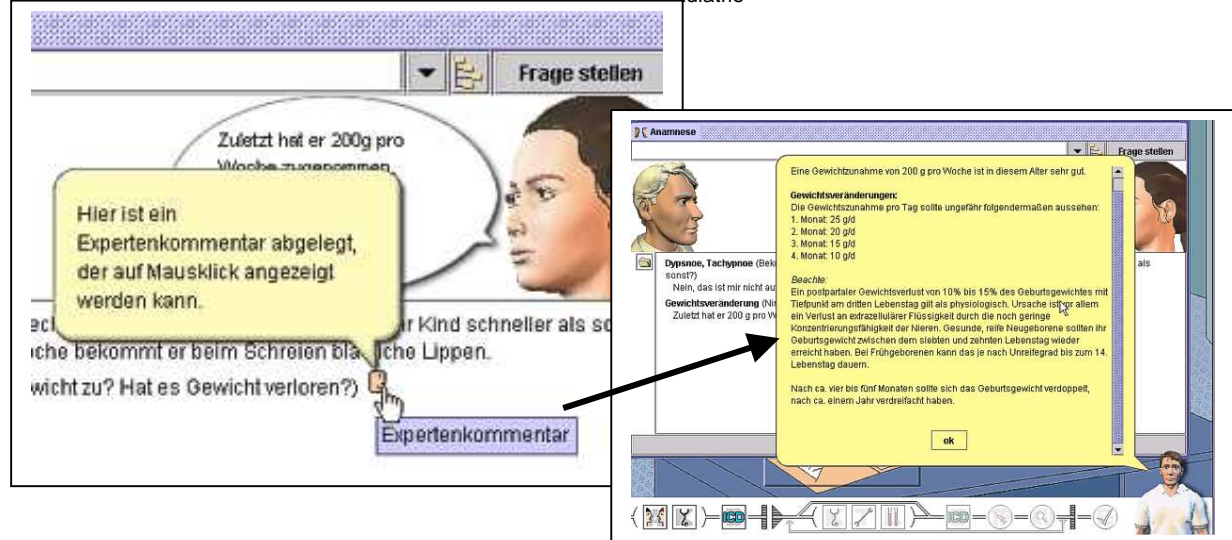 Frage stellen
Zuletzt hat er 200g pro
Woche zugenommen.
Hier ist ein
Expertenkommentar abgelegt,
der auf Mausklick angezeigt
werden kann.
Kind schneller als
bekommt er beim Schreien
Lippen.
zu? Hat es Gewicht verloren?)
Expertenkommentar
Anamnese
Frage stellen
Eine Gewichtzunahme von 200 g pro Woche ist in diesem Alter sehr gut.
Gewichtsveränderungen:
Die Gewichtszunahme pro Tag sollte ungefähr folgendermaßen aussehen:
1. Monat: 25 g/d
2. Monat: 20 g/d
3. Monat: 15 g/d
4. Monat: 10 g/d
Beachte:
Ein postpartaler Gewichtsverlust von 10% bis 15% des Geburtsgewichtes mit
Tiefpunkt am dritten Lebenstag gilt als physiologisch. Ursache ist vor allem
ein Verlust an extrazellulärer Flüssigkeit durch die noch geringe
Konzentrierungsfähigkeit der Nieren. Gesunde, reife Neugeborene sollten ihr
Geburtsgewicht zwischen dem siebten und zehnten Lebenstag wieder
erreicht haben. Bei Frühgeborenen kann das je nach Unreifegrad bis zum 14.
Lebenstag dauern.
Nach ca. vier bis fünf Monaten sollte sich das Geburtsgewicht verdoppelt,
nach ca. einem Jahr verdreifacht haben.
ok
Dypsnoe, Tachypnoe
als
sonst?)
Nein, das ist mir nicht
Gewichtsveränderung
Zuletzt hat er 200 g pro
ICD
ICD